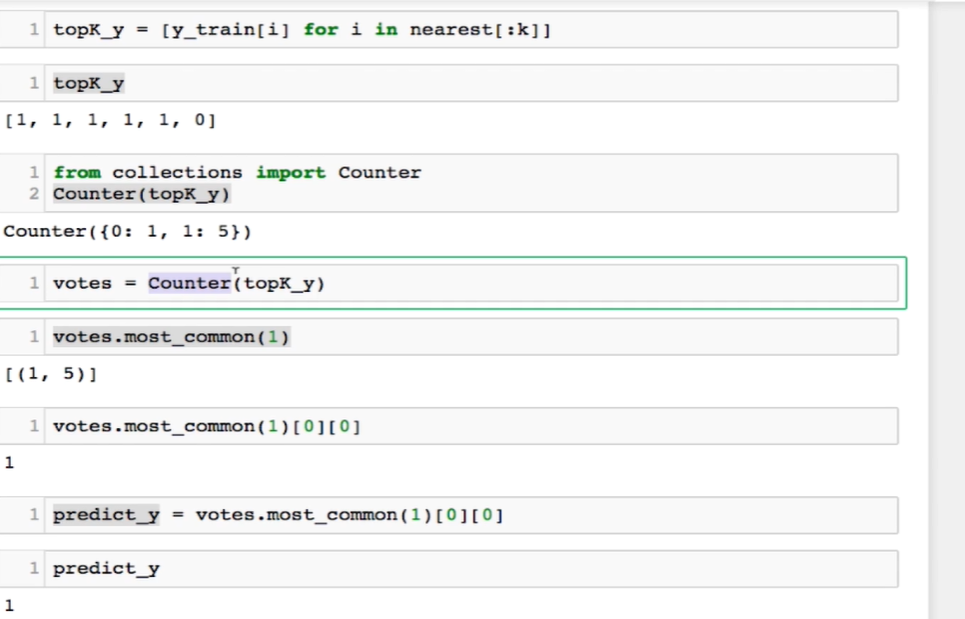 1 topK_y = [y_train[i] for i in nearest[:k]]
1 topK_y
[1, 1, 1, 1, 1, 0]
1 from collections import Counter
2 Counter(topK_y)
Counter({0: 1, 1: 5})
1 votes = Counter(topK_y)
1 votes.most_common(1)
[(1, 5)]
1 votes.most_common(1)[0][0]
1
1 predict_y = votes.most_common(1)[0][0]
1 predict_y
1